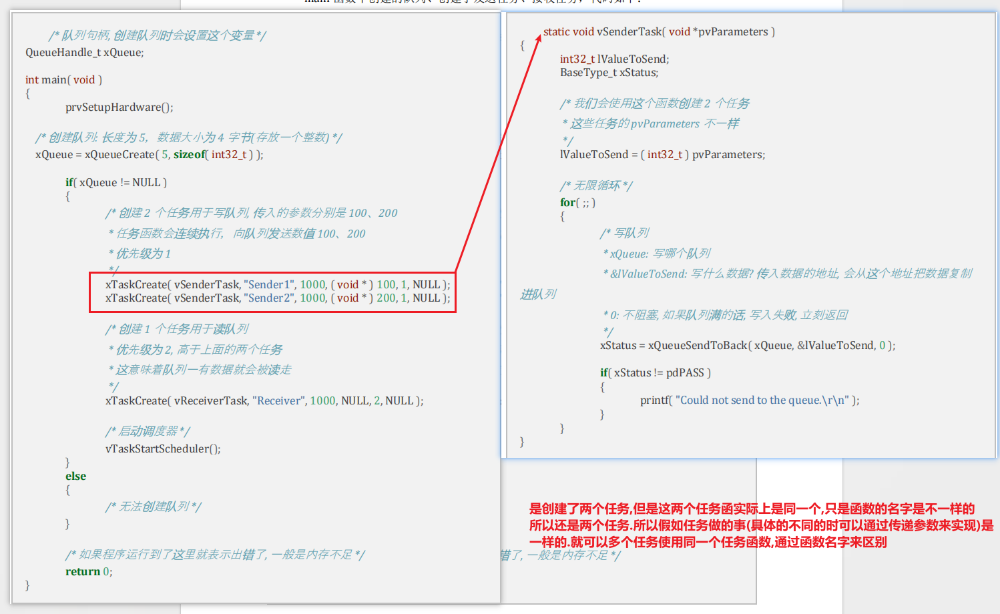 /* 队列句柄, 创建队列时会设置这个变量 */
QueueHandle_t xQueue;
int main( void )
{
prvSetupHardware();
/* 创建队列: 长度为 5，数据大小为 4 字节(存放一个整数) */
xQueue = xQueueCreate( 5, sizeof( int32_t ) );
if( xQueue != NULL )
{
/* 创建 2 个任务用于写队列, 传入的参数分别是 100、200
* 任务函数会连续执行，向队列发送数值 100、200
* 优先级为 1
*/
xTaskCreate( vSenderTask, "Sender1", 1000, ( void * ) 100, 1, NULL );
xTaskCreate( vSenderTask, "Sender2", 1000, ( void * ) 200, 1, NULL );
/* 创建 1 个任务用于读队列
* 优先级为 2, 高于上面的两个任务
* 这意味着队列一有数据就会被读走
*/
xTaskCreate( vReceiverTask, "Receiver", 1000, NULL, 2, NULL );
/* 启动调度器 */
vTaskStartScheduler();
}
else
{
/* 无法创建队列 */
}
/* 如果程序运行到了这里就表示出错了, 一般是内存不足 */
return 0;
}
static void vSenderTask( void *pvParameters )
{
int32_t lValueToSend;
BaseType_t xStatus;
/* 我们会使用这个函数创建 2 个任务
* 这些任务的 pvParameters 不一样
*/
lValueToSend = ( int32_t ) pvParameters;
/* 无限循环 */
for( ;; )
{
/* 写队列
* xQueue: 写哪个队列
* &lValueToSend: 写什么数据? 传入数据的地址, 会从这个地址把数据复制
进队列
* 0: 不阻塞, 如果队列满的话, 写入失败, 立刻返回
*/
xStatus = xQueueSendToBack( xQueue, &lValueToSend, 0 );
if( xStatus != pdPASS )
{
printf( "Could not send to the queue.\r\n" );
}
}
}
是创建了两个任务,但是这两个任务函实际上是同一个,只是函数的名字是不一样的
所以还是两个任务.所以假如任务做的事(具体的不同的时可以通过传递参数来实现)是
一样的.就可以多个任务使用同一个任务函数,通过函数名字来区别
错了, 一般是内存不足 */